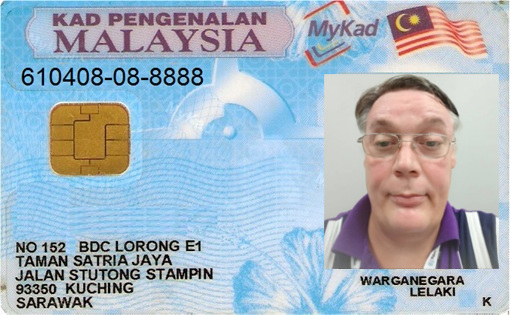 KAD PENGENALAN
MALAYSIA
MyKad
610408-08-8888
NO 152 BDC LORONG E1
TAMAN SATRIA JAYA
JALAN STUTONG STAMPIN
93350 KUCHING
SARAWAK
WARGANEGARA
LELAKI
K